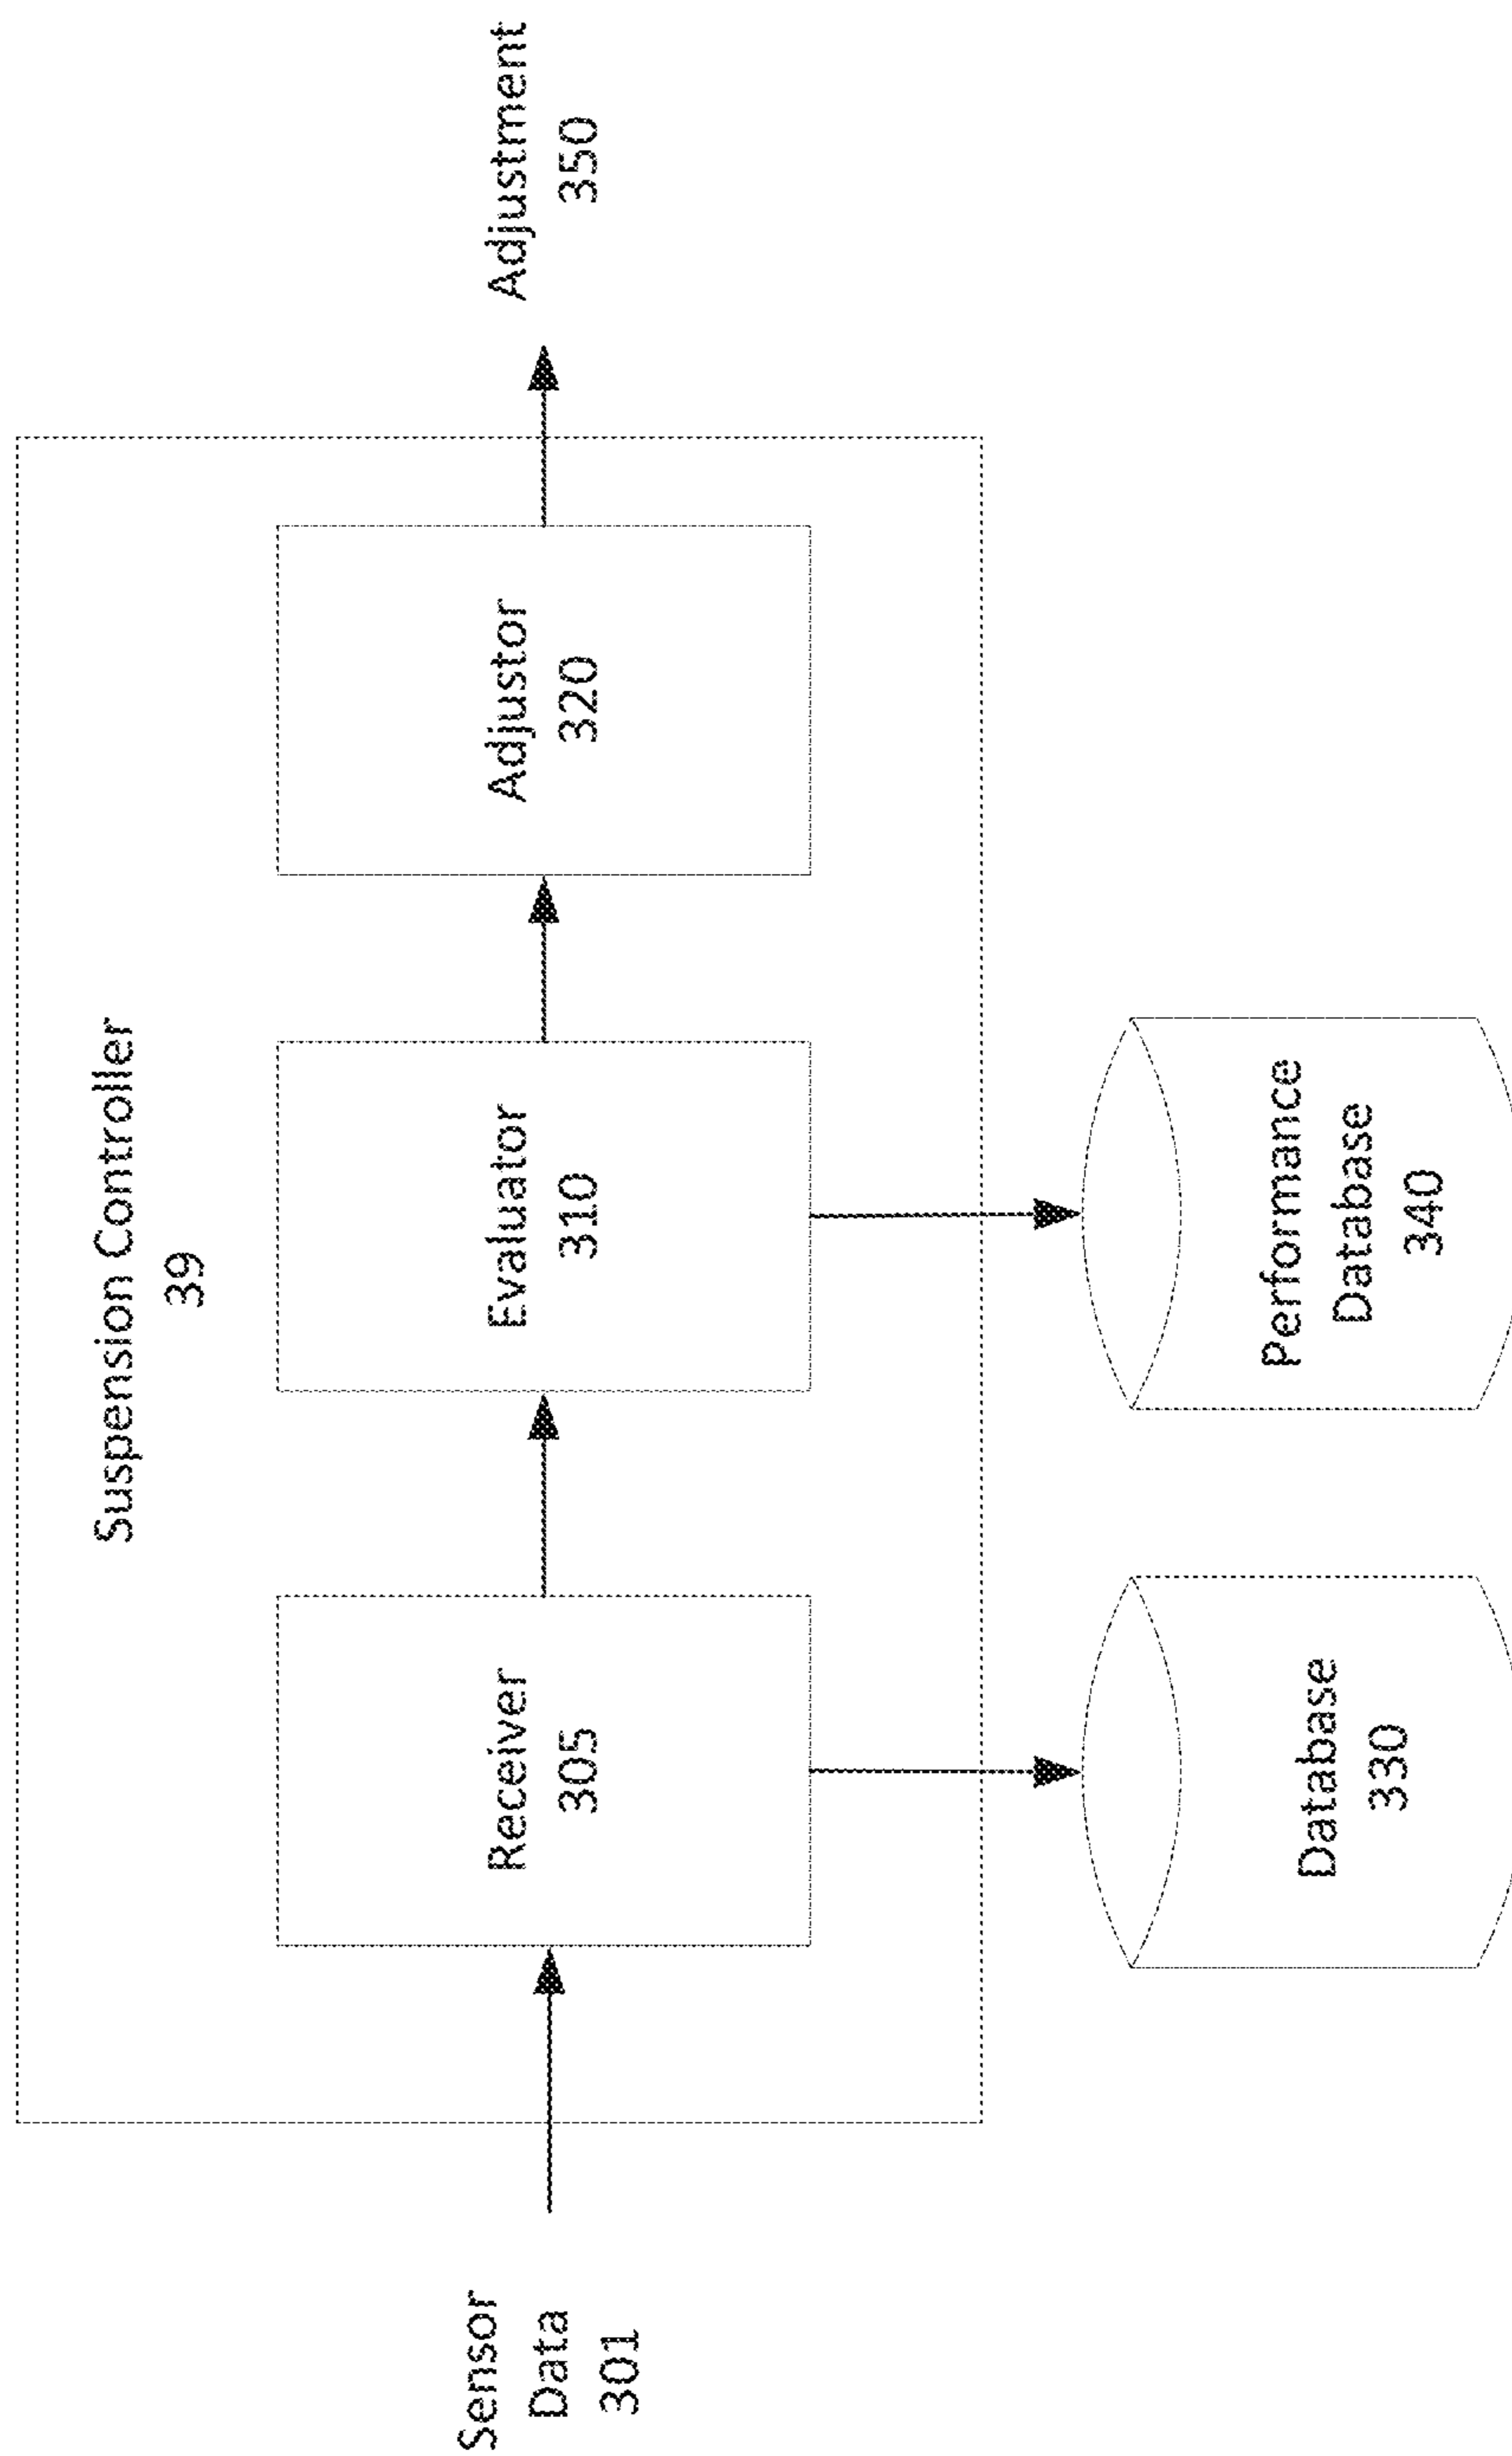 Suspension Controller
39
Sensor
Data
301
Receiver
305
Evaluator
310
Adjustor
320
Adjustment
350
Database
330
Performance
Database
340